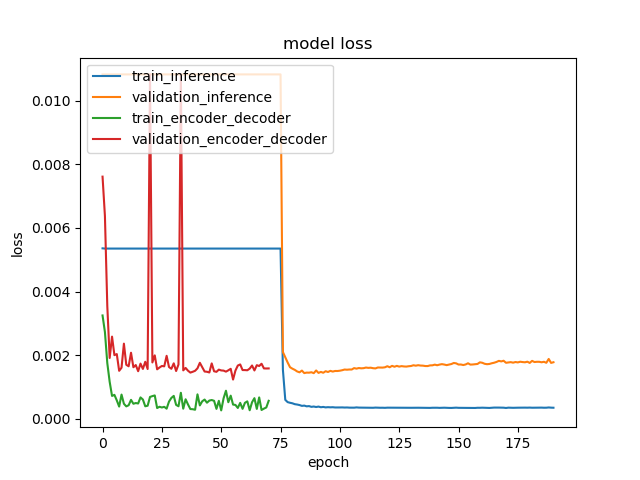 model loss
train_inference
validation_inference
train_encoder_decoder
validation_encoder_decoder
0.010
0.008
0.006
0.004
0.002
0.000
loss
0 25 50 75 100 125 150 175
epoch